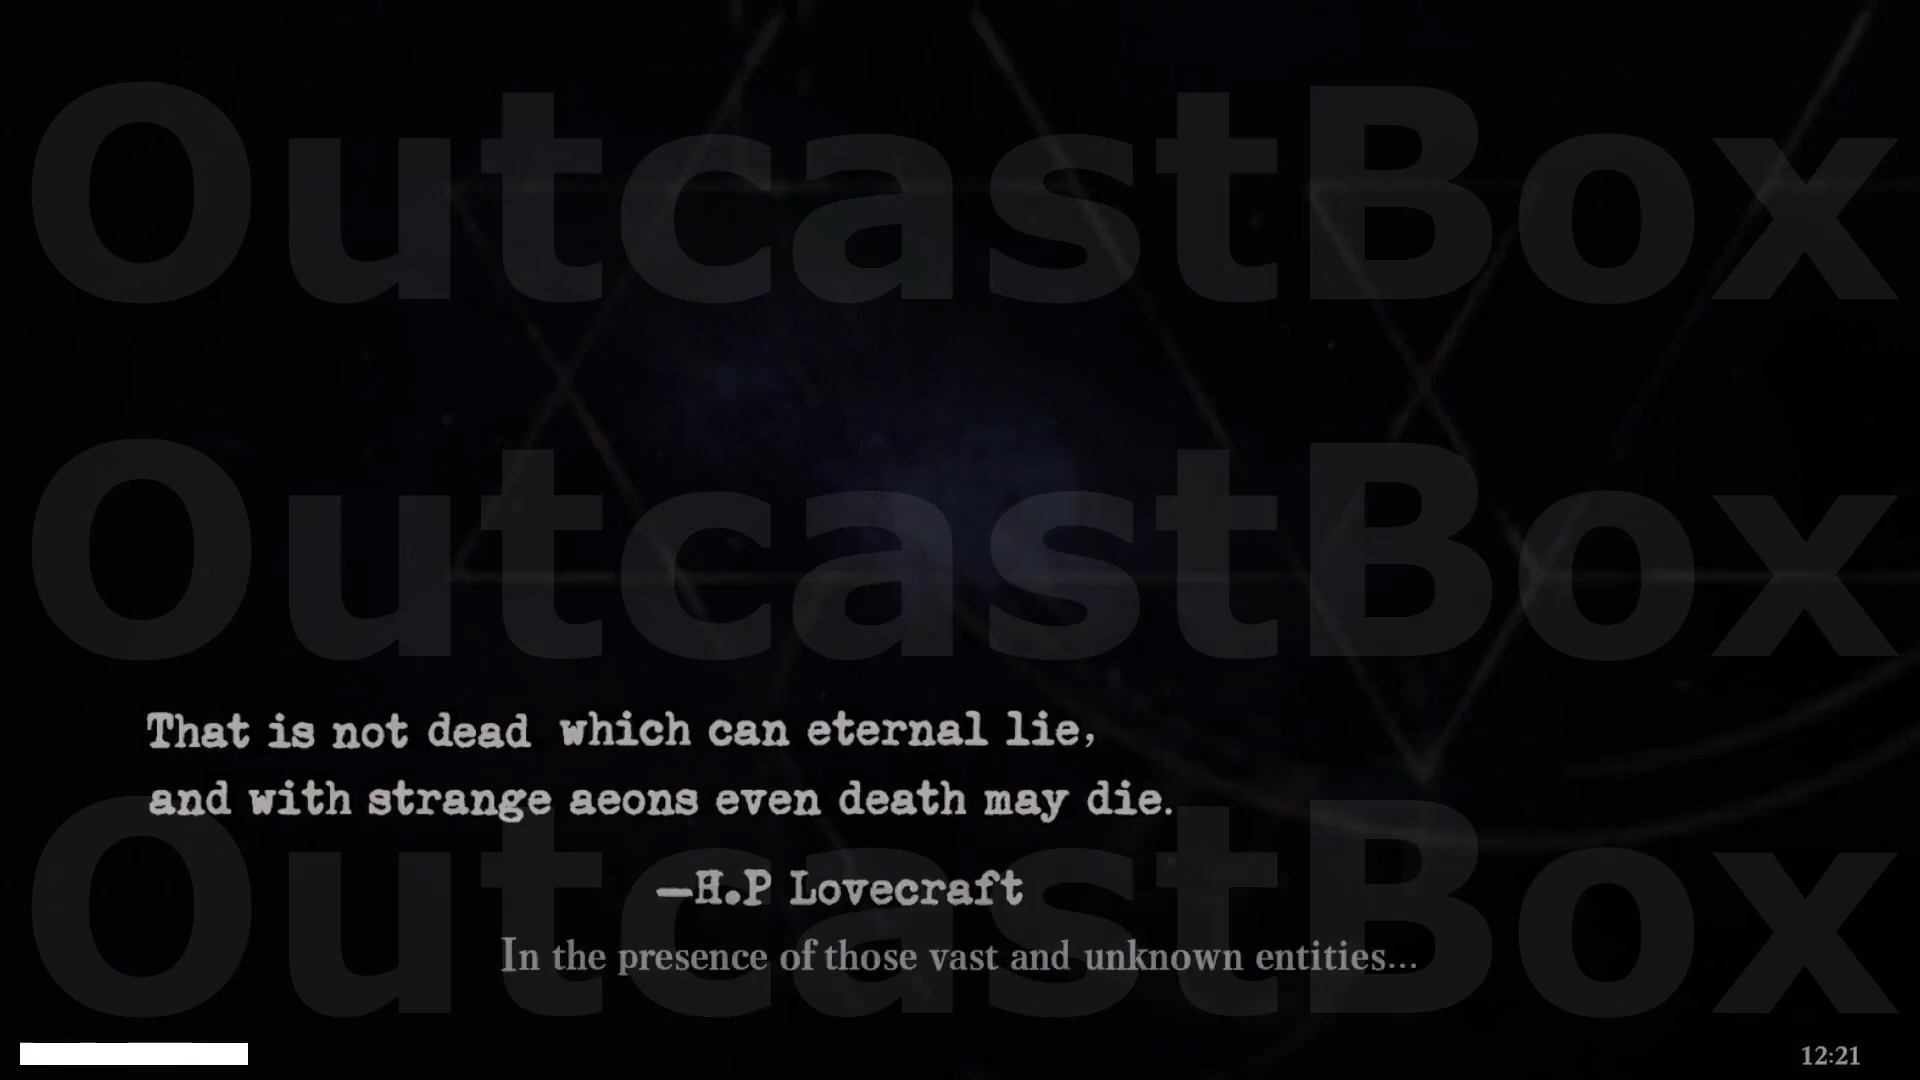 OutcastBox
OutcastBox
That is not dead which can eternal lie,
and with strange aeons even death may die.
OutcastBox
—H.P Lovecraft
In the presence of those vast and unknown entities...
12:21